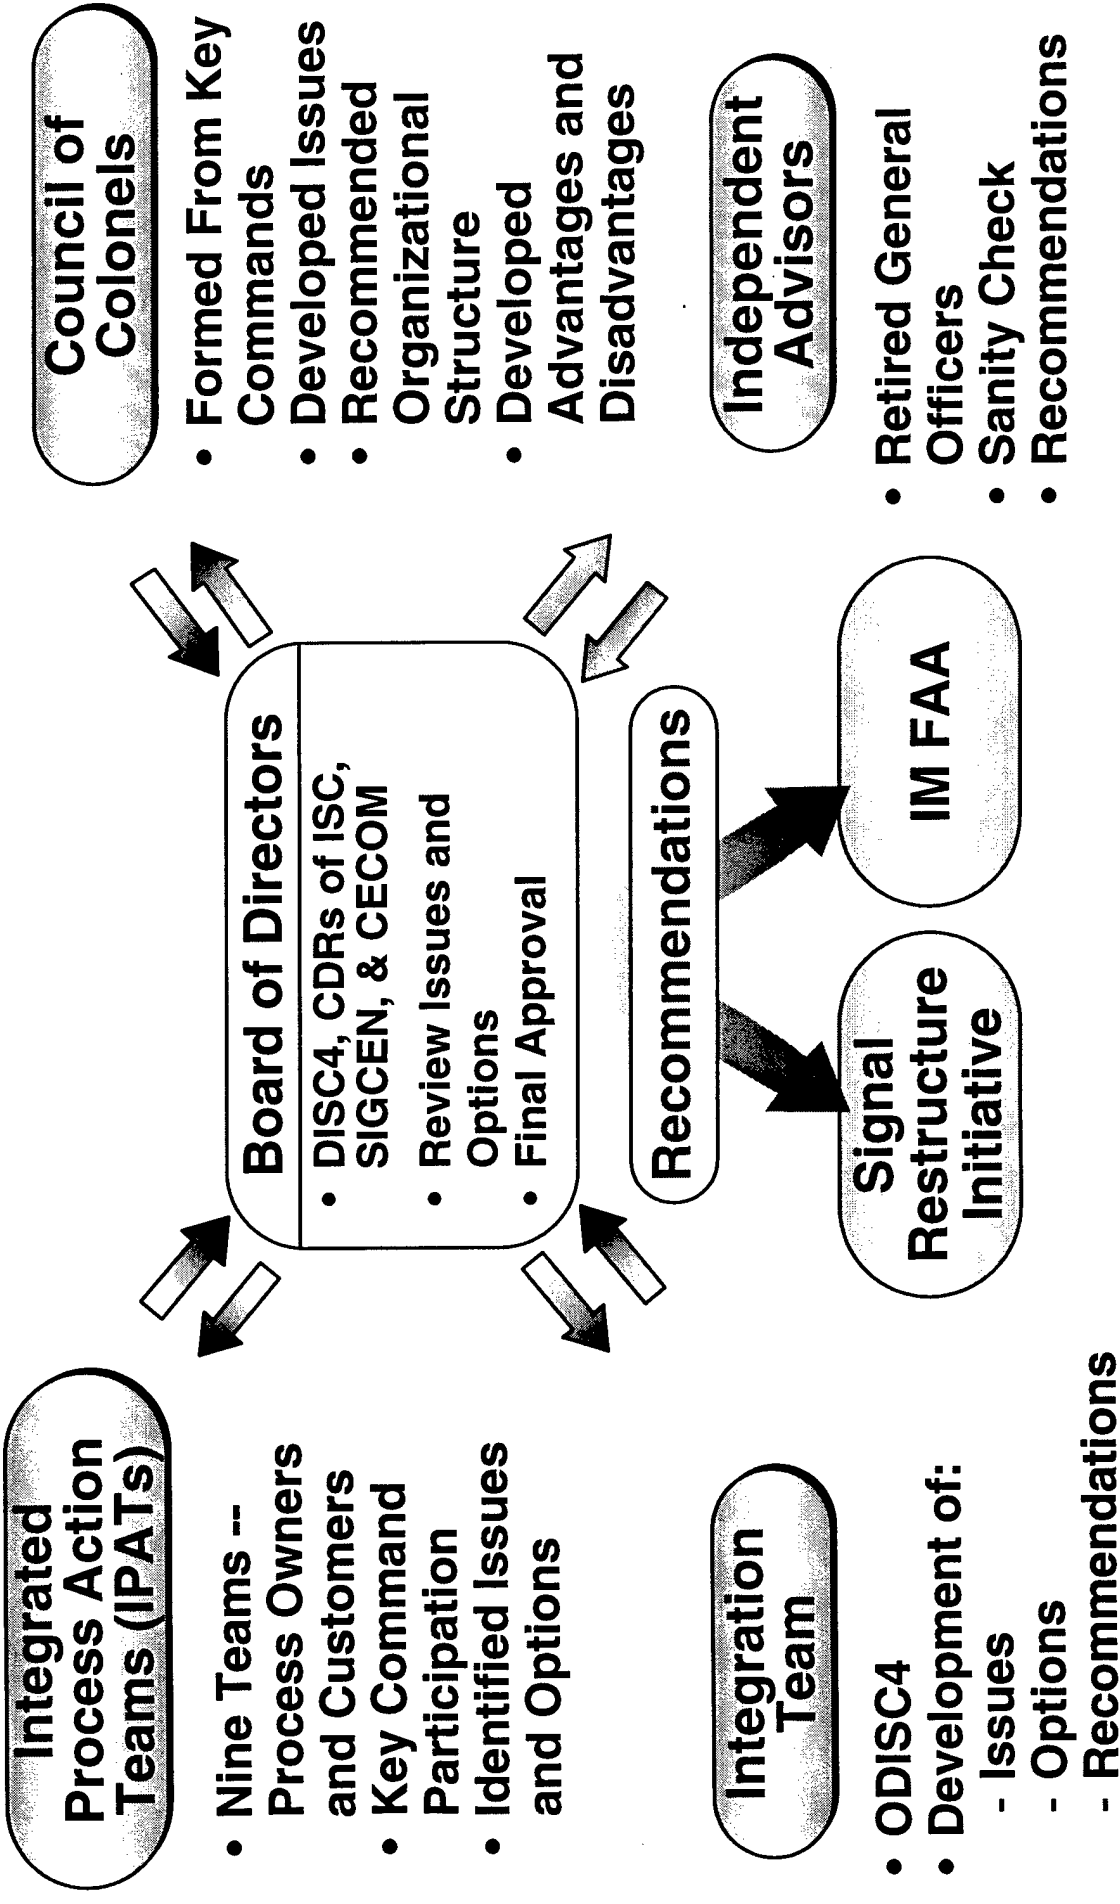 Integrated
Process Action
Teams (IPATs)
• Nine Teams --
Process Owners
and Customers
• Key Command
Participation
• Identified Issues
and Options
Council of
Colonels
• Formed From Key
Commands
• Developed Issues
• Recommended
Organizational
Structure
• Developed
Advantages and
Disadvantages
Board of Directors
• DISC4, CDRs of ISC,
SIGCEN, & CECOM
• Review Issues and
Options
• Final Approval
Integration
Team
• ODISC4
• Development of:
- Issues
- Options
- Recommendations
Recommendations
Signal
Restructure
Initiative
IM FAA
Independent
Advisors
• Retired General
Officers
• Sanity Check
• Recommendations